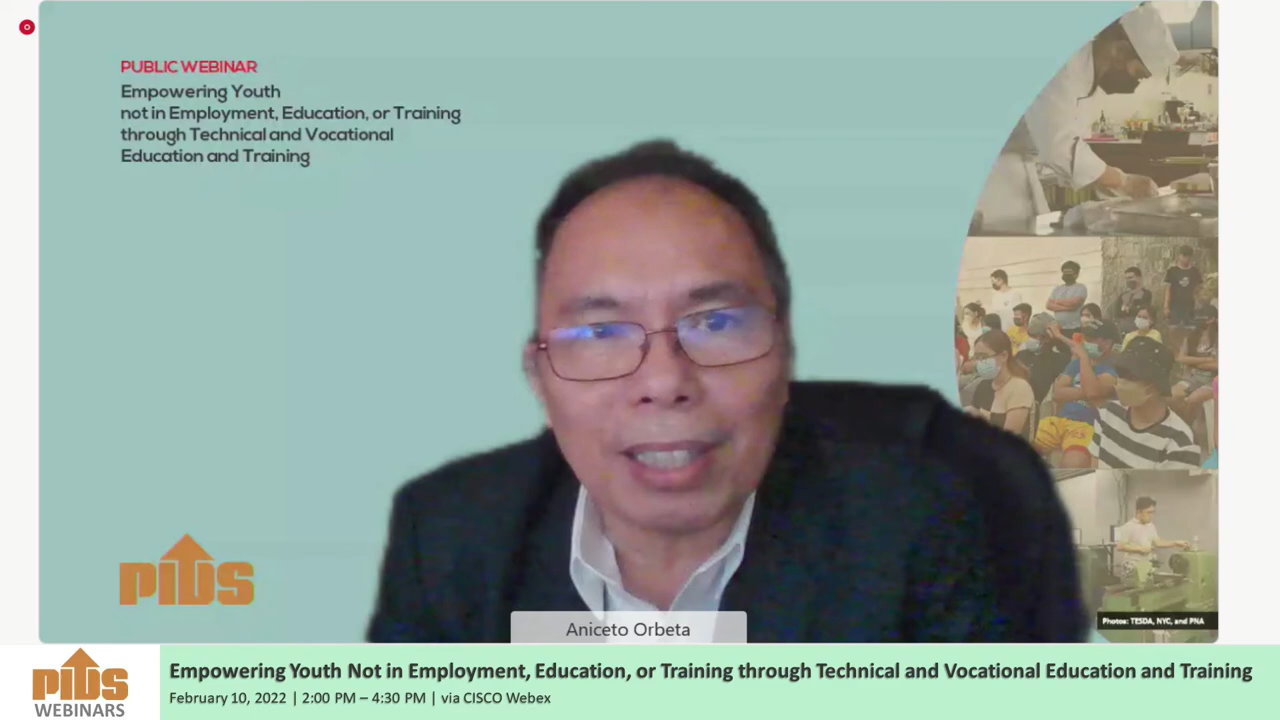 PUBLIC WEBINAR
Empowering Youth
not in Employment, Education, or Training
through Technical and Vocational
Education and Training
PIDS
Aniceto Orbeta
Photos: TESDA, NYC, and PNA
PIDS
WEBINARS
Empowering Youth Not in Employment, Education, or Training through Technical and Vocational Education and Training
February 10, 2022 | 2:00 PM – 4:30 PM | via CISCO Webex